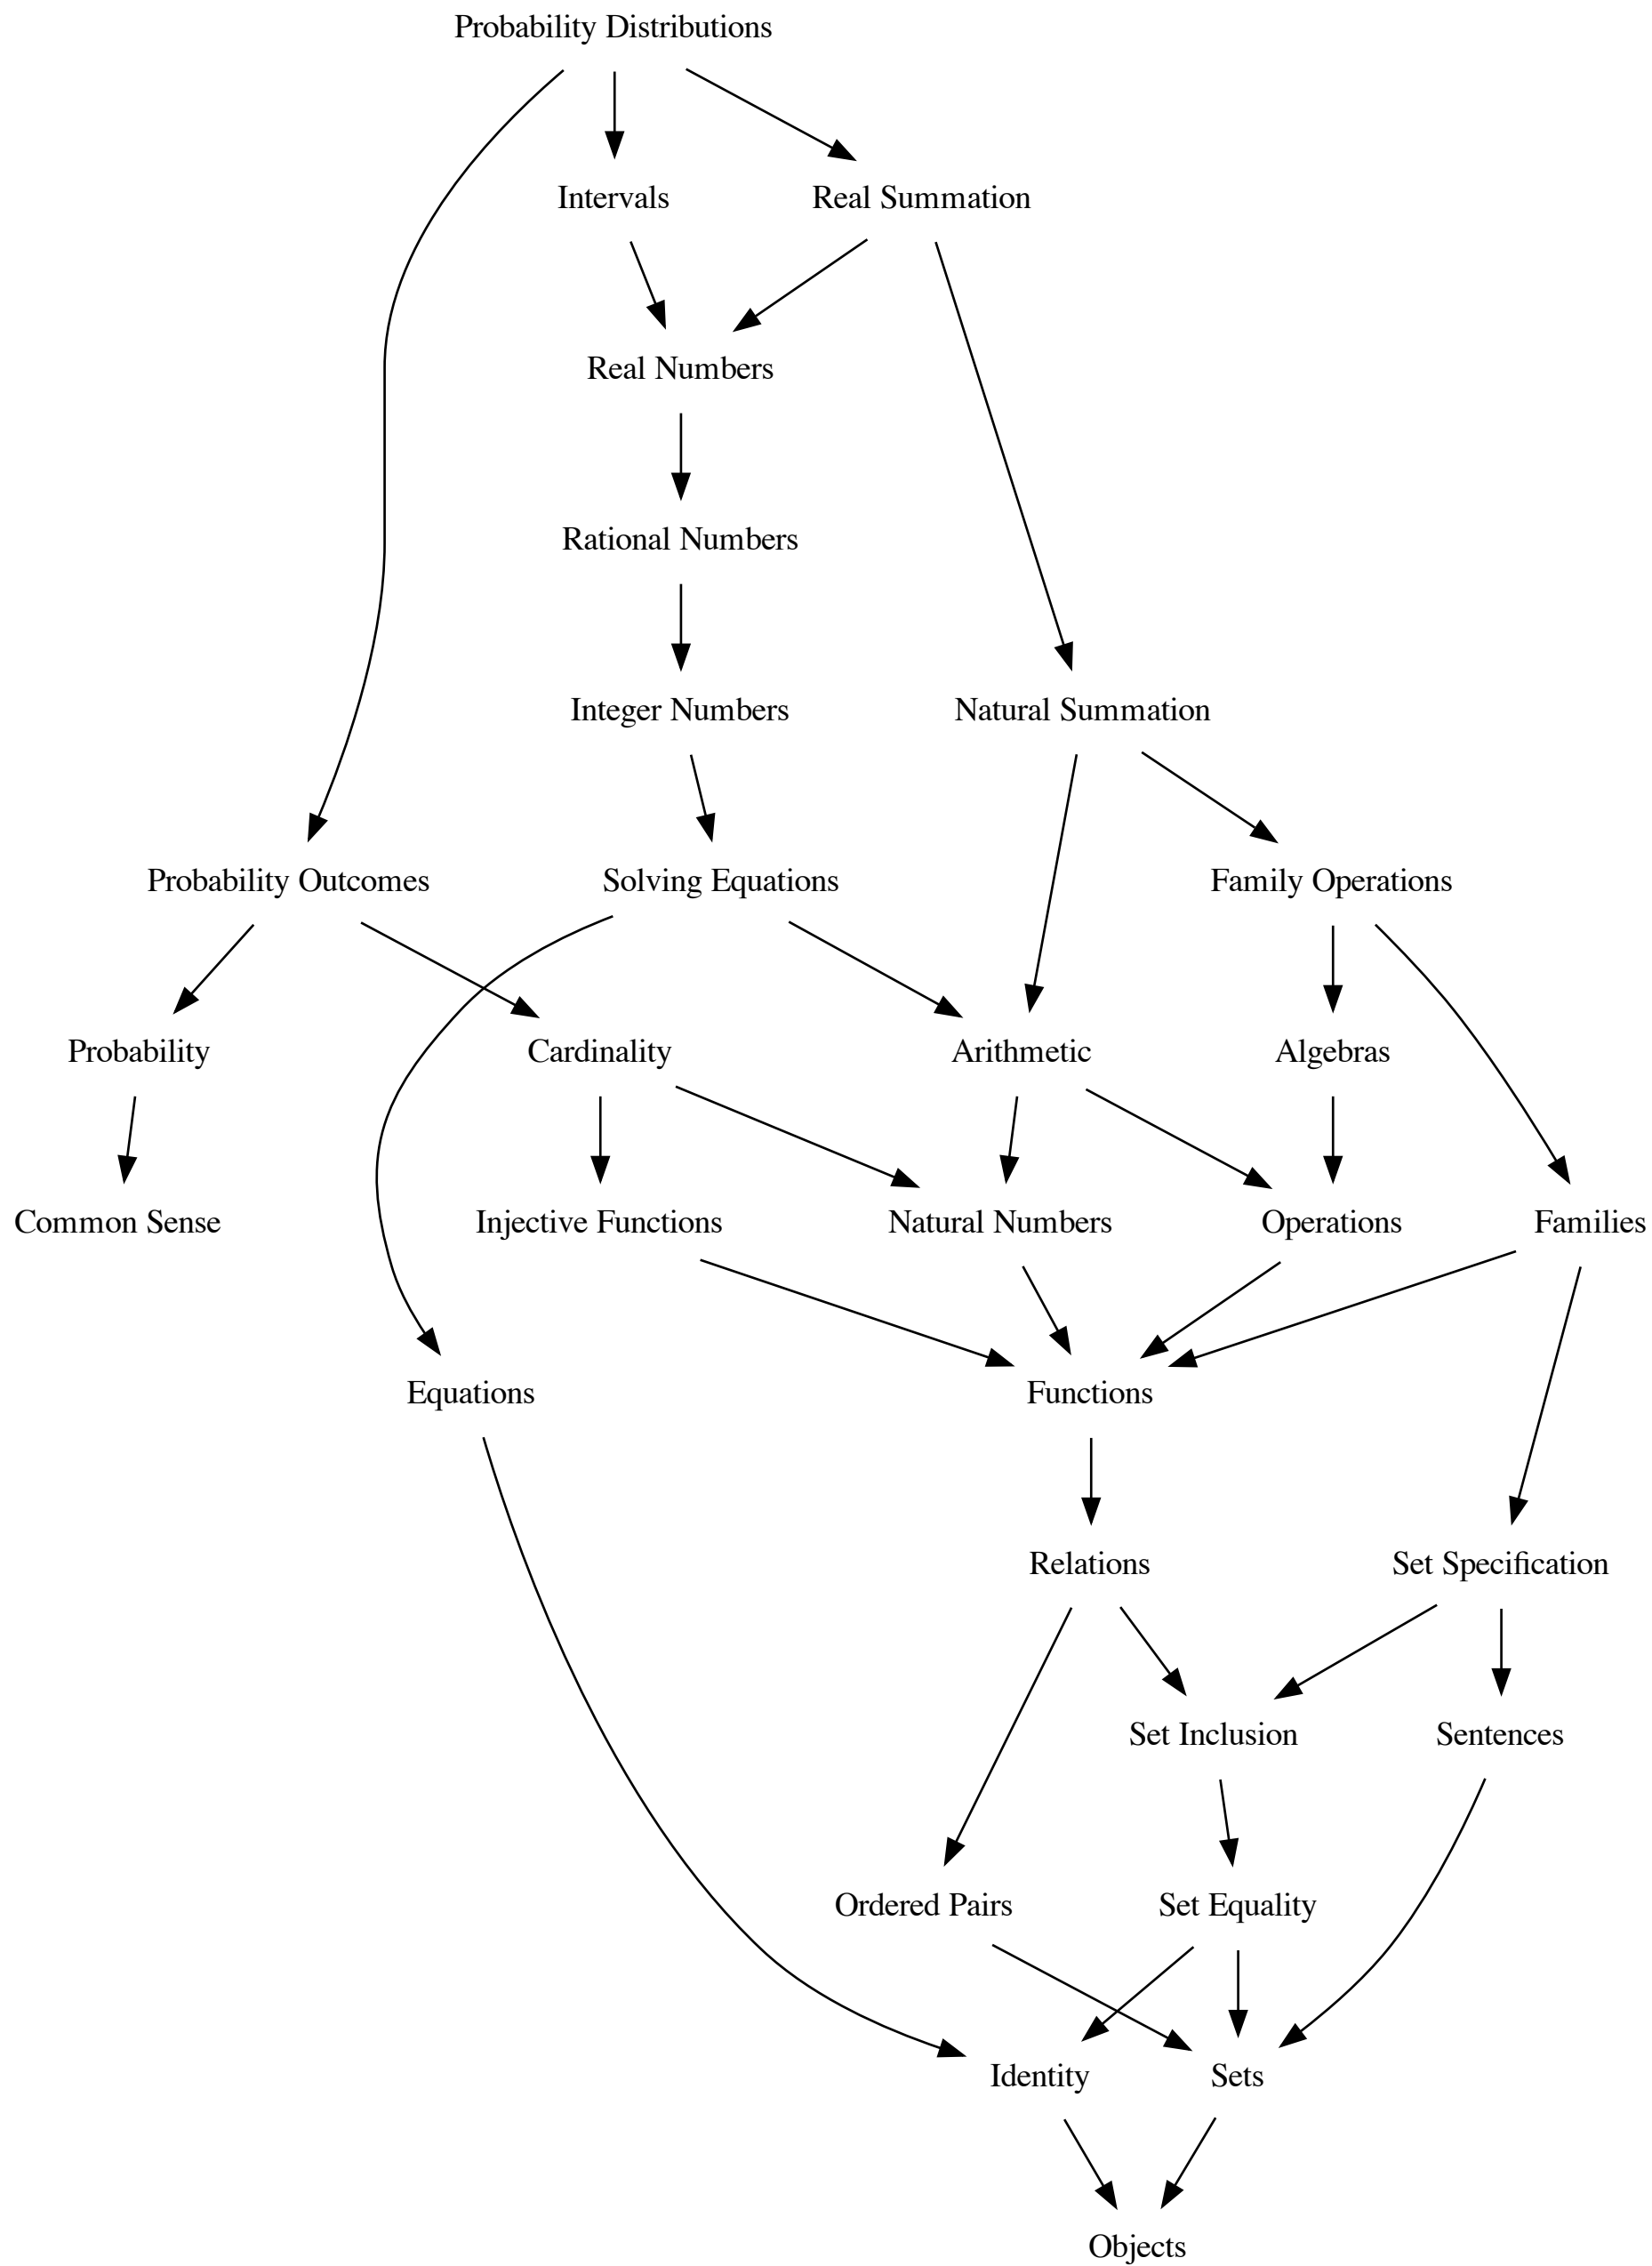 Probability Distributions
Intervals
Real Summation
Real Numbers
Rational Numbers
Integer Numbers
Natural Summation
Probability Outcomes
Solving Equations
Family Operations
Probability
Cardinality
Arithmetic
Algebras
Common Sense
Injective Functions
Natural Numbers
Operations
Families
Equations
Functions
Relations
Set Specification
Set Inclusion
Sentences
Ordered Pairs
Set Equality
Identity
Sets
Objects